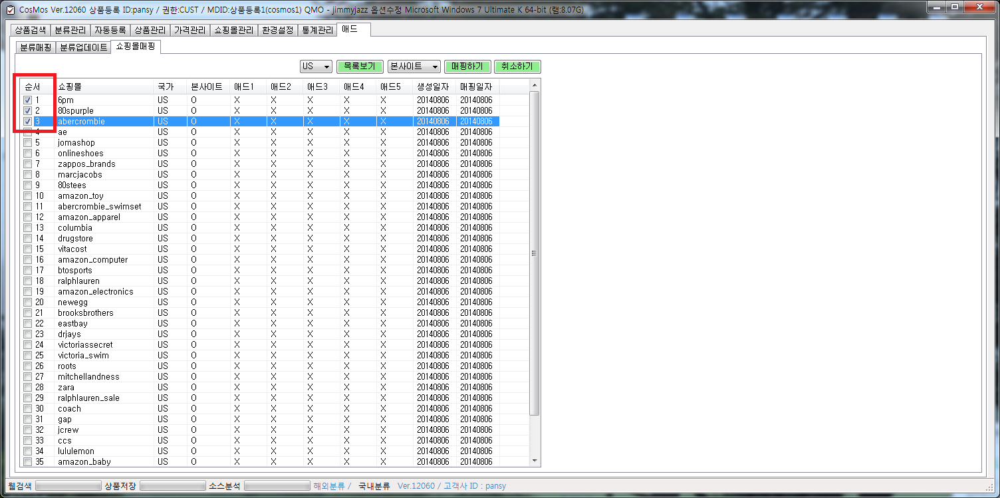 CosMos Ver.12060 상품등록 ID:pansy / 권한:CUST / MDID:상품등록1(cosmos1) QMO - jimmyjazz 옵션수정 Microsoft Windows 7 Ultimate K 64-bit (램:8.07G)
상품검색 분류관리 자동등록 상품관리 가격관리 쇼핑몰관리 환경설정 통계관리 애드
분류매핑 분류업데이트 쇼핑몰매핑
US 목록보기 본사이트 매핑하기 취소하기
순서 쇼핑몰 국가 본사이트 애드1 애드2 애드3 애드4 애드5 생성일자 매핑일자
1 6pm US O X X X X X 20140806 20140806
2 80spurple US O X X X X X 20140806 20140806
3 abercrombie US O X X X X X 20140806 20140806
4 ae US O X X X X X 20140806 20140806
5 jomashop US O X X X X X 20140806 20140806
6 onlineshoes US O X X X X X 20140806 20140806
7 zappos_brands US O X X X X X 20140806 20140806
8 marcjacobs US O X X X X X 20140806 20140806
9 80stees US O X X X X X 20140806 20140806
10 amazon_toy US O X X X X X 20140806 20140806
11 abercrombie_swimset US O X X X X X 20140806 20140806
12 amazon_apparel US O X X X X X 20140806 20140806
13 columbia US O X X X X X 20140806 20140806
14 drugstore US O X X X X X 20140806 20140806
15 vitacost US O X X X X X 20140806 20140806
16 amazon_computer US O X X X X X 20140806 20140806
17 btosports US O X X X X X 20140806 20140806
18 ralphlauren US O X X X X X 20140806 20140806
19 amazon_electronics US O X X X X X 20140806 20140806
20 newegg US O X X X X X 20140806 20140806
21 brooksbrothers US O X X X X X 20140806 20140806
22 eastbay US O X X X X X 20140806 20140806
23 drjays US O X X X X X 20140806 20140806
24 victoriassecret US O X X X X X 20140806 20140806
25 victoria_swim US O X X X X X 20140806 20140806
26 roots US O X X X X X 20140806 20140806
27 mitchellandness US O X X X X X 20140806 20140806
28 zara US O X X X X X 20140806 20140806
29 ralphlauren_sale US O X X X X X 20140806 20140806
30 coach US O X X X X X 20140806 20140806
31 gap US O X X X X X 20140806 20140806
32 jcrew US O X X X X X 20140806 20140806
33 ccs US O X X X X X 20140806 20140806
34 lululemon US O X X X X X 20140806 20140806
35 amazon_baby US O X X X X X 20140806 20140806
웹검색 상품저장 소스분석 해외분류 / 국내분류 Ver.12060 / 고객사 ID : pansy